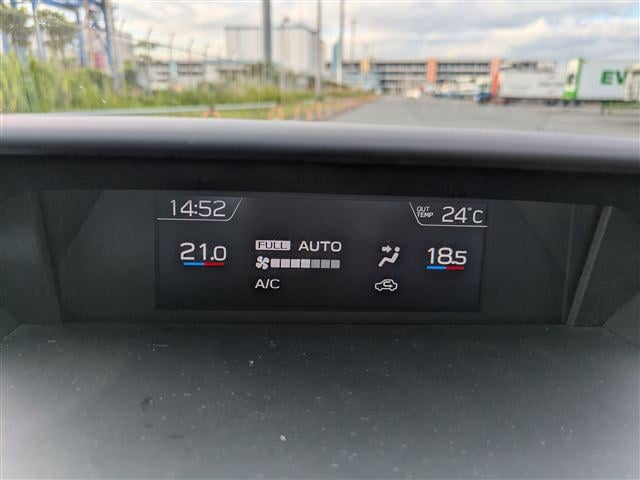 EV
14:52
OUT TEMP 24°C
21.0
FULL AUTO
18.5
A/C